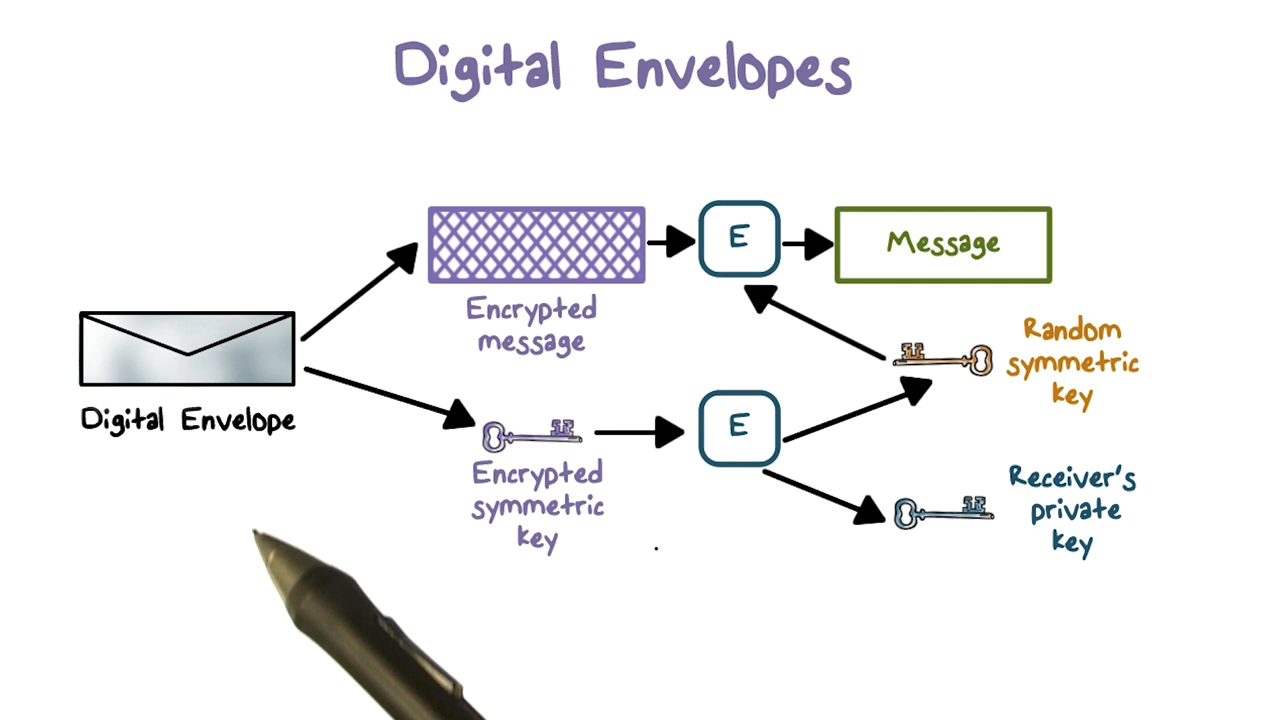 Digital Envelopes
E
Message
Encrypted
message
Random
symmetric
key
Digital Envelope
E
Encrypted
symmetric
key
Receiver's
private
key